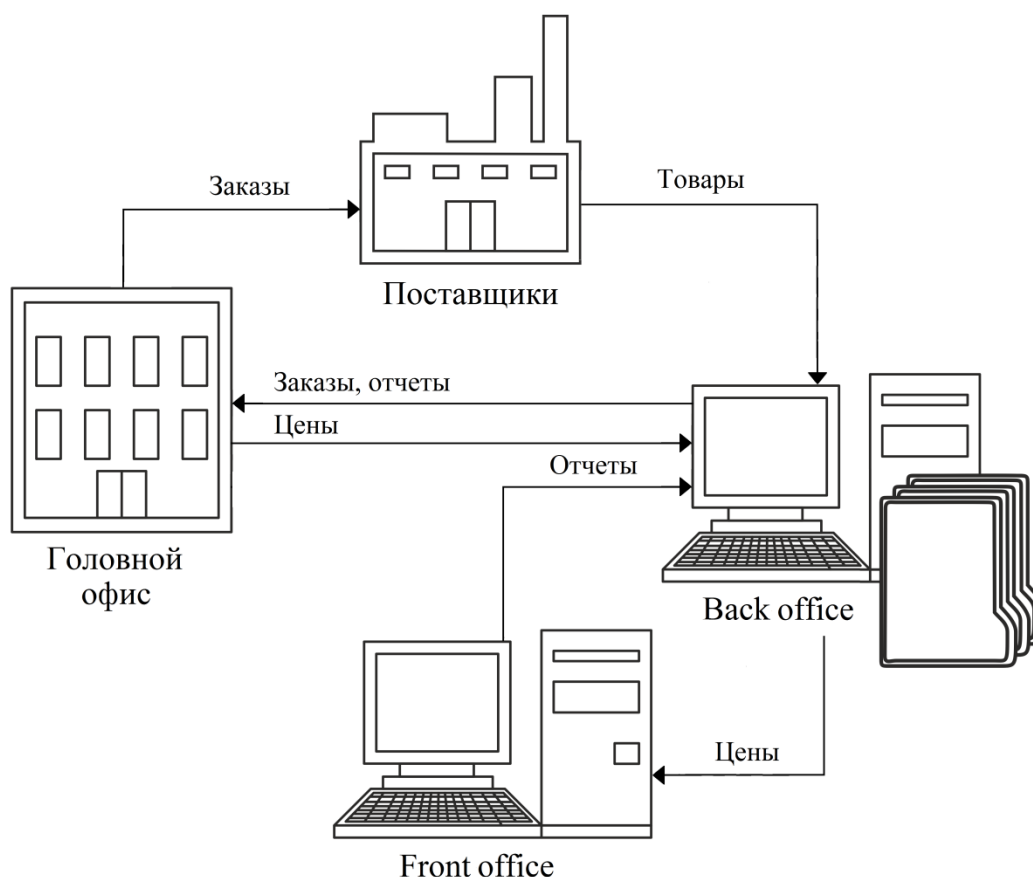 Заказы
Товары
Поставщики
Заказы, отчеты
Цены
Отчеты
Головной
офис
Back office
Цены
Front office